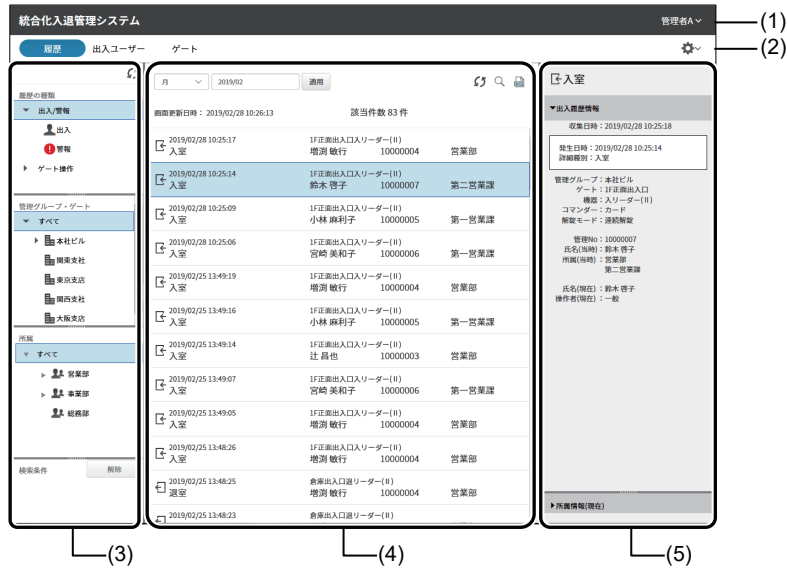 統合化入退管理システム
管理者A
(1)
履歴
出入ユーザー
ゲート
(2)
履歴の種類
出入/警報
出入
警報
ゲート操作
管理グループ・ゲート
すべて
本社ビル
関東支社
東京支店
関西支社
大阪支店
所属
すべて
営業部
事業部
総務部
検索条件
解除
(3)
月
2019/02
適用
画面更新日時： 2019/02/28 10:26:13
該当件数 83 件
2019/02/28 10:25:17 1F正面出入口入リーダー(II)
入室 増渕 敏行 10000004 営業部
2019/02/28 10:25:14 1F正面出入口入リーダー(II)
入室 鈴木 啓子 10000007 第二営業課
2019/02/28 10:25:09 1F正面出入口入リーダー(II)
入室 小林 麻利子 10000005 第一営業課
2019/02/28 10:25:06 1F正面出入口入リーダー(II)
入室 宮崎 美和子 10000006 第一営業課
2019/02/25 13:49:19 1F正面出入口入リーダー(II)
入室 増渕 敏行 10000004 営業部
2019/02/25 13:49:16 1F正面出入口入リーダー(II)
入室 小林 麻利子 10000005 第一営業課
2019/02/25 13:49:14 1F正面出入口入リーダー(II)
入室 辻 昌也 10000003 営業部
2019/02/25 13:49:07 1F正面出入口入リーダー(II)
入室 宮崎 美和子 10000006 第一営業課
2019/02/25 13:49:05 1F正面出入口入リーダー(II)
入室 増渕 敏行 10000004 営業部
2019/02/25 13:48:26 1F正面出入口入リーダー(II)
入室 増渕 敏行 10000004 営業部
2019/02/25 13:48:25 倉庫出入口退リーダー(II)
退室 増渕 敏行 10000004 営業部
2019/02/25 13:48:23 倉庫出入口退リーダー(II)
(4)
入室
出入履歴情報
収集日時：2019/02/28 10:25:18
発生日時：2019/02/28 10:25:14
詳細種別：入室
管理グループ：本社ビル
ゲート：1F正面出入口
機器：入リーダー(II)
コマンダー：カード
解錠モード：連続解錠
管理No：10000007
氏名(当時)：鈴木 啓子
所属(当時)：営業部
第二営業課
氏名(現在)：鈴木 啓子
操作者(現在)：一般
所属情報(現在)
(5)